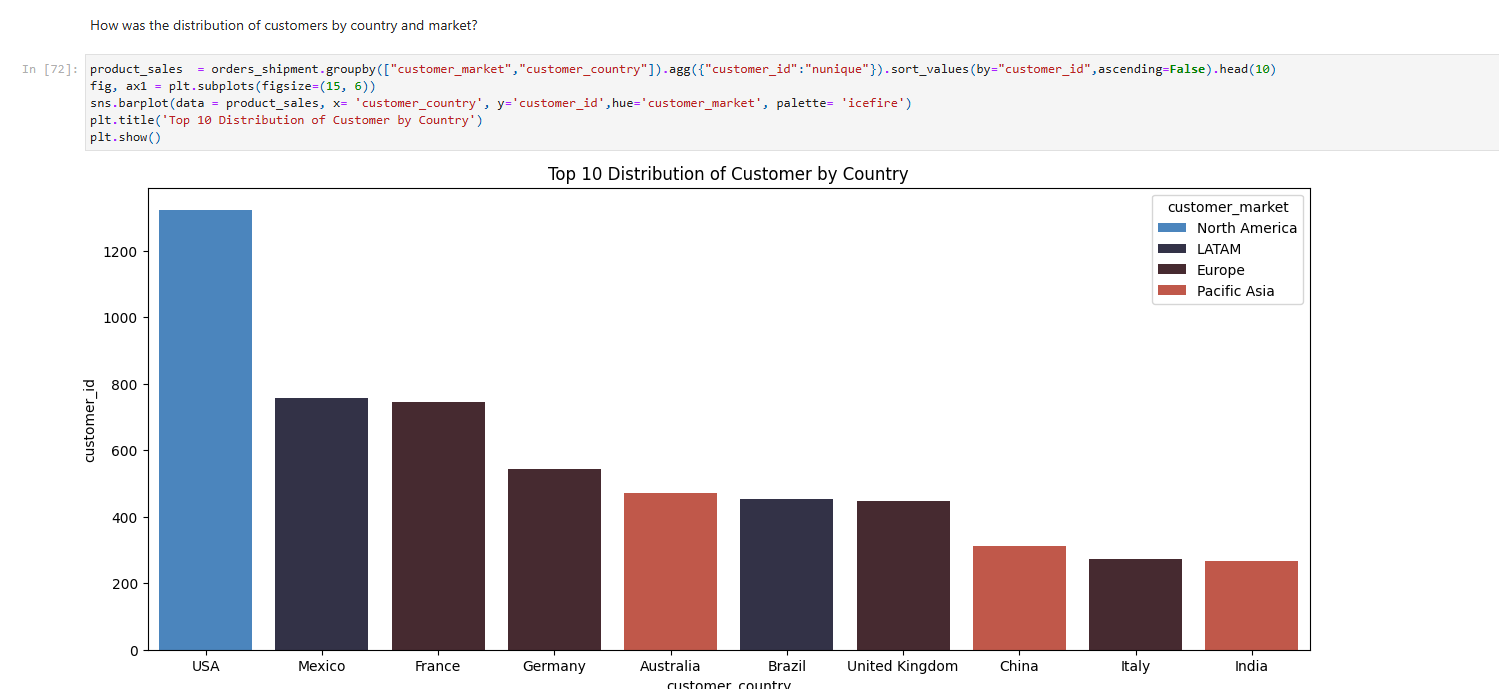 How was the distribution of customers by country and market?
In [72]:
product_sales  = orders_shipment.groupby(["customer_market","customer_country"]).agg({"customer_id":"nunique"}).sort_values(by="customer_id",ascending=False).head(10)
fig, ax1 = plt.subplots(figsize=(15, 6))
sns.barplot(data = product_sales, x= 'customer_country', y='customer_id',hue='customer_market', palette= 'icefire')
plt.title('Top 10 Distribution of Customer by Country')
plt.show()
Top 10 Distribution of Customer by Country
customer_market
North America
LATAM
Europe
Pacific Asia
customer_id
1200
1000
800
600
400
200
0
USA Mexico France Germany Australia Brazil United Kingdom China Italy India
customer_country